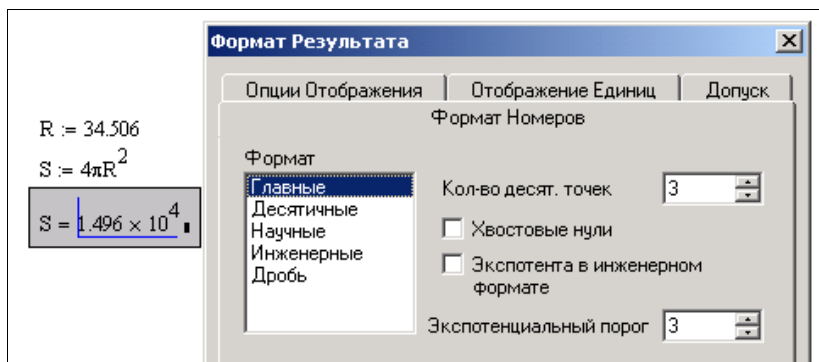 Формат Результата
Опции Отображения Отображение Единиц Допуск
Формат Номеров
R := 34.506
S := 4πR²
S = 1.496 × 10⁴
Формат
Главные
Десятичные
Научные
Инженерные
Дробь
Кол-во десят. точек 3
Хвостовые нули
Экспотента в инженерном
формате
Экспотенциальный порог 3